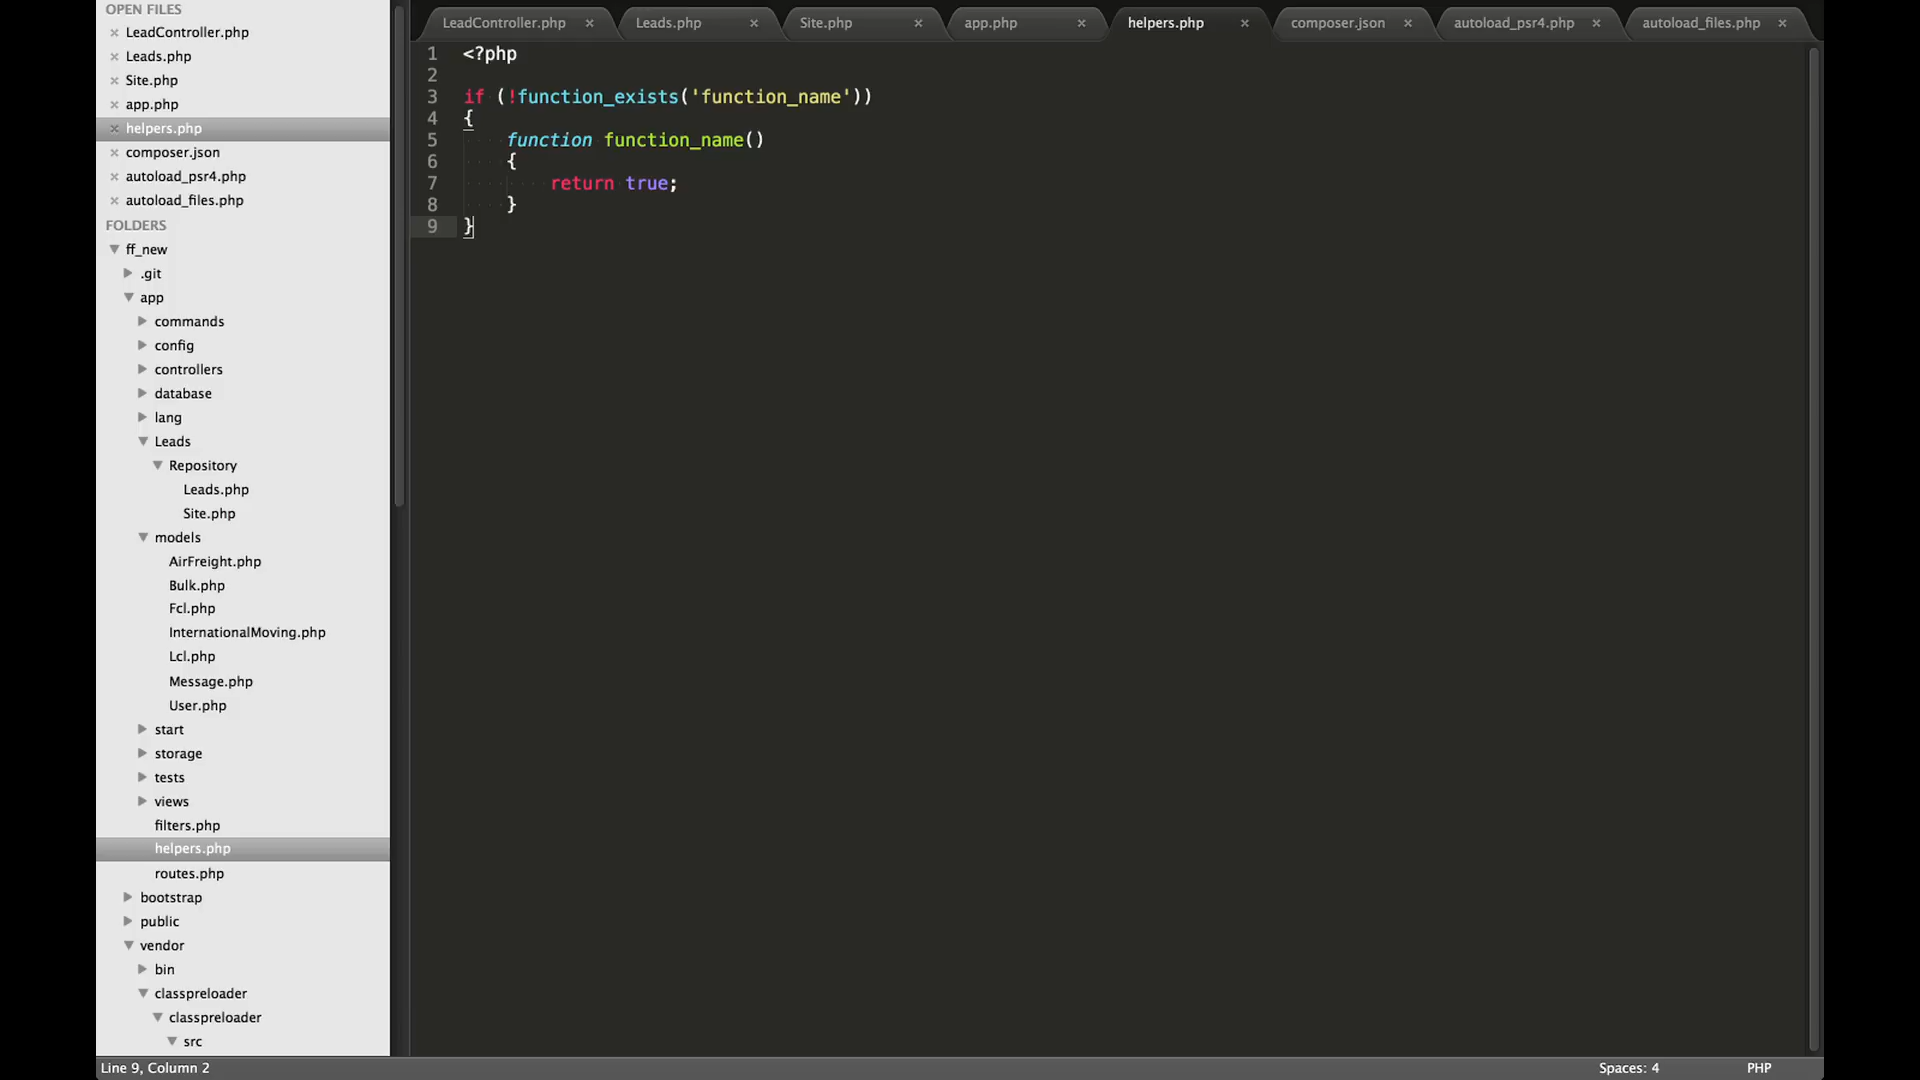 OPEN FILES
LeadController.php
Leads.php
Site.php
app.php
helpers.php
composer.json
autoload_psr4.php
autoload_files.php
FOLDERS
ff_new
.git
app
commands
config
controllers
database
lang
Leads
Repository
Leads.php
Site.php
models
AirFreight.php
Bulk.php
Fcl.php
InternationalMoving.php
Lcl.php
Message.php
User.php
start
storage
tests
views
filters.php
helpers.php
routes.php
bootstrap
public
vendor
bin
classpreloader
classpreloader
src
LeadController.php Leads.php Site.php app.php helpers.php composer.json autoload_psr4.php autoload_files.php
1 <?php
2
3 if (!function_exists('function_name'))
4 {
5 function function_name()
6 {
7 return true;
8 }
9 }
Line 9, Column 2 Spaces: 4 PHP